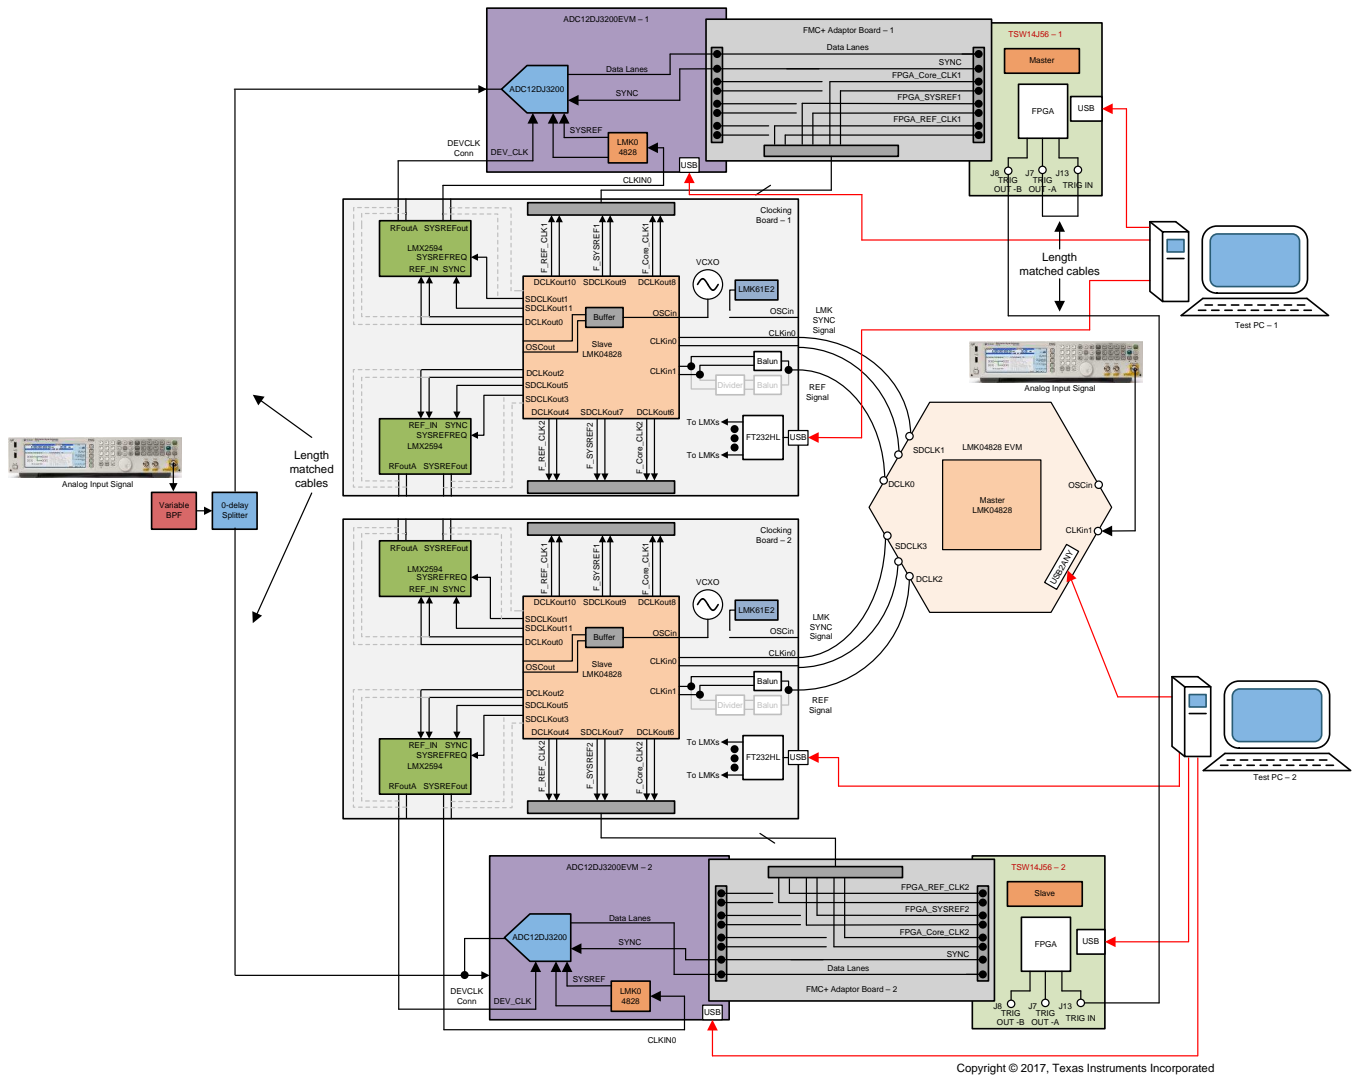 ADC12DJ3200EVM – 1
FMC+ Adaptor Board – 1
TSW14J56 – 1
Data Lanes
SYNC
FPGA_Core_CLK1
FPGA_SYSREF1
FPGA_REF_CLK1
Master
FPGA
USB
J8
TRIG
OUT -B
J7
TRIG
OUT -A
J13
TRIG IN
ADC12DJ3200
Data Lanes
SYNC
SYSREF
LMK0
4828
DEVCLK
Conn
DEV_CLK
CLKIN0
USB
Clocking
Board – 1
RFoutA SYSREFout
LMX2594
SYSREFREQ
REF_IN SYNC
F_REF_CLK1
F_SYSREF1
F_Core_CLK1
DCLKout10 SDCLKout9 DCLKout8
SDCLKout1
SDCLKout11
DCLKout0
Buffer
OSCin
OSCout
Slave
LMK04828
CLKin0
CLKin1
DCLKout2
SDCLKout5
SDCLKout3
DCLKout4 SDCLKout7 DCLKout6
F_REF_CLK2
F_SYSREF2
F_Core_CLK2
VCXO
LMK61E2
OSCin
CLKin0
Balun
Divider
Balun
LMK
SYNC
Signal
REF
Signal
To LMXs
To LMKs
FT232HL
USB
REF_IN SYNC
SYSREFREQ
LMX2594
RFoutA SYSREFout
Length
matched cables
Test PC – 1
Analog Input Signal
LMK04828 EVM
Master
LMK04828
SDCLK1
DCLK0
SDCLK3
DCLK2
OSCin
CLKin1
USB2ANY
Analog Input Signal
Variable
BPF
0-delay
Splitter
Length
matched
cables
Clocking
Board – 2
RFoutA SYSREFout
LMX2594
SYSREFREQ
REF_IN SYNC
F_REF_CLK1
F_SYSREF1
F_Core_CLK1
DCLKout10 SDCLKout9 DCLKout8
SDCLKout1
SDCLKout11
DCLKout0
Buffer
OSCin
OSCout
Slave
LMK04828
CLKin0
CLKin1
DCLKout2
SDCLKout5
SDCLKout3
DCLKout4 SDCLKout7 DCLKout6
F_REF_CLK2
F_SYSREF2
F_Core_CLK2
VCXO
LMK61E2
OSCin
CLKin0
Balun
Divider
Balun
LMK
SYNC
Signal
REF
Signal
To LMXs
To LMKs
FT232HL
USB
REF_IN SYNC
SYSREFREQ
LMX2594
RFoutA SYSREFout
Test PC – 2
ADC12DJ3200EVM – 2
TSW14J56 – 2
FPGA_REF_CLK2
FPGA_SYSREF2
FPGA_Core_CLK2
SYNC
Data Lanes
FMC+ Adaptor Board – 2
Slave
FPGA
USB
J8
TRIG
OUT -B
J7
TRIG
OUT -A
J13
TRIG IN
ADC12DJ3200
Data Lanes
SYNC
SYSREF
LMK0
4828
DEVCLK
Conn
DEV_CLK
USB
CLKIN0
Copyright © 2017, Texas Instruments Incorporated